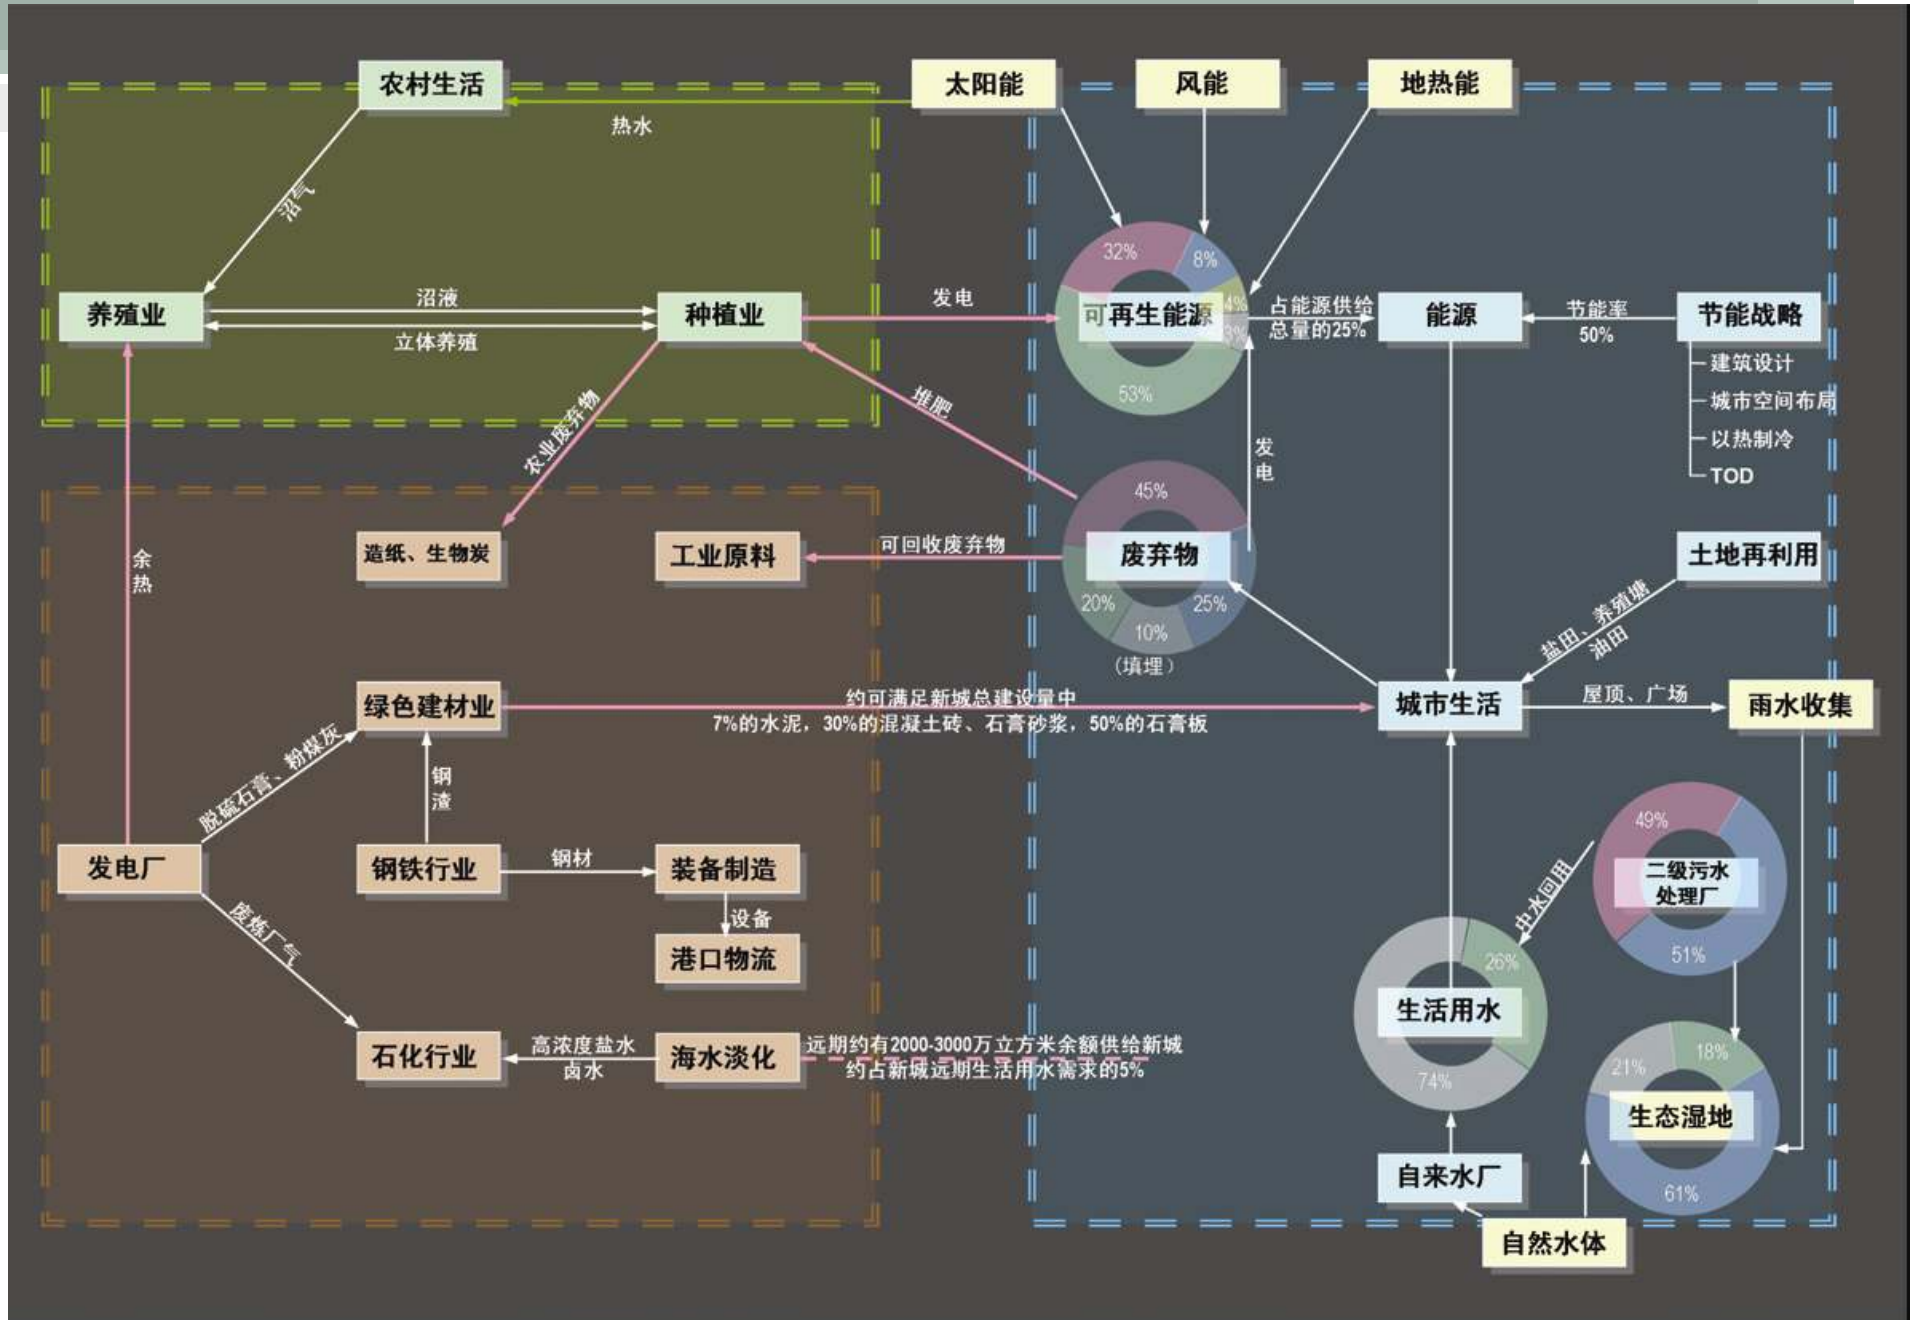 农村生活
太阳能
风能
地热能
热水
沼气
32%
8%
4%
3%
53%
养殖业
沼液
立体养殖
种植业
发电
可再生能源
占能源供给
总量的25%
能源
节能率
50%
节能战略
建筑设计
城市空间布局
以热制冷
TOD
堆肥
农业废弃物
发电
余热
造纸、生物炭
工业原料
可回收废弃物
45%
废弃物
20%
25%
10%
(填埋)
土地再利用
盐田、养殖塘
油田
绿色建材业
约可满足新城总建设量中
7%的水泥，30%的混凝土砖、石膏砂浆，50%的石膏板
城市生活
屋顶、广场
雨水收集
脱硫石膏、粉煤灰
钢渣
发电厂
钢铁行业
钢材
装备制造
设备
港口物流
废炼厂气
49%
二级污水
处理厂
51%
中水回用
26%
生活用水
74%
石化行业
高浓度盐水
卤水
海水淡化
远期约有2000-3000万立方米余额供给新城
约占新城远期生活用水需求的5%
21%
18%
生态湿地
61%
自来水厂
自然水体